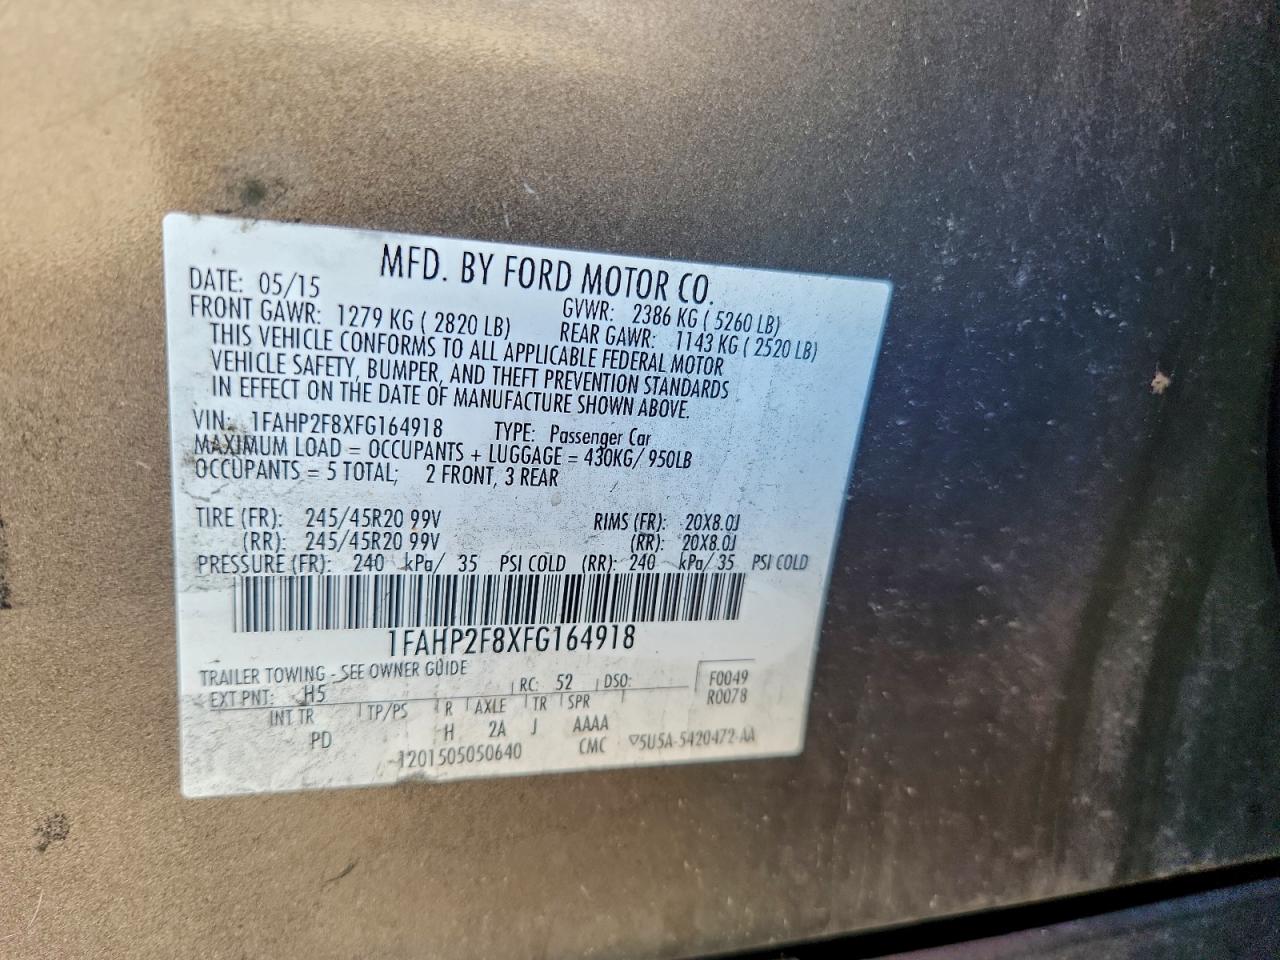 MFD. BY FORD MOTOR CO.
DATE: 05/15 GVWR: 2386 KG ( 5260 LB)
FRONT GAWR: 1279 KG ( 2820 LB) REAR GAWR: 1143 KG ( 2520 LB)
THIS VEHICLE CONFORMS TO ALL APPLICABLE FEDERAL MOTOR
VEHICLE SAFETY, BUMPER, AND THEFT PREVENTION STANDARDS
IN EFFECT ON THE DATE OF MANUFACTURE SHOWN ABOVE.
VIN: 1FAHP2F8XFG164918 TYPE: Passenger Car
MAXIMUM LOAD = OCCUPANTS + LUGGAGE = 430KG/ 950LB
OCCUPANTS = 5 TOTAL; 2 FRONT, 3 REAR
TIRE (FR): 245/45R20 99V RIMS (FR): 20X8.0J
(RR): 245/45R20 99V (RR): 20X8.0J
PRESSURE (FR): 240 kPa/ 35 PSI COLD (RR): 240 kPa/ 35 PSI COLD
1FAHP2F8XFG164918
TRAILER TOWING - SEE OWNER GUIDE
EXT PNT: H5 RC: 52 DSO: F0049
R0078
INT TR TP/PS R AXLE TR SPR
PD H 2A J AAAA
1201505050640 CMC ▽5U5A-5420472-AA